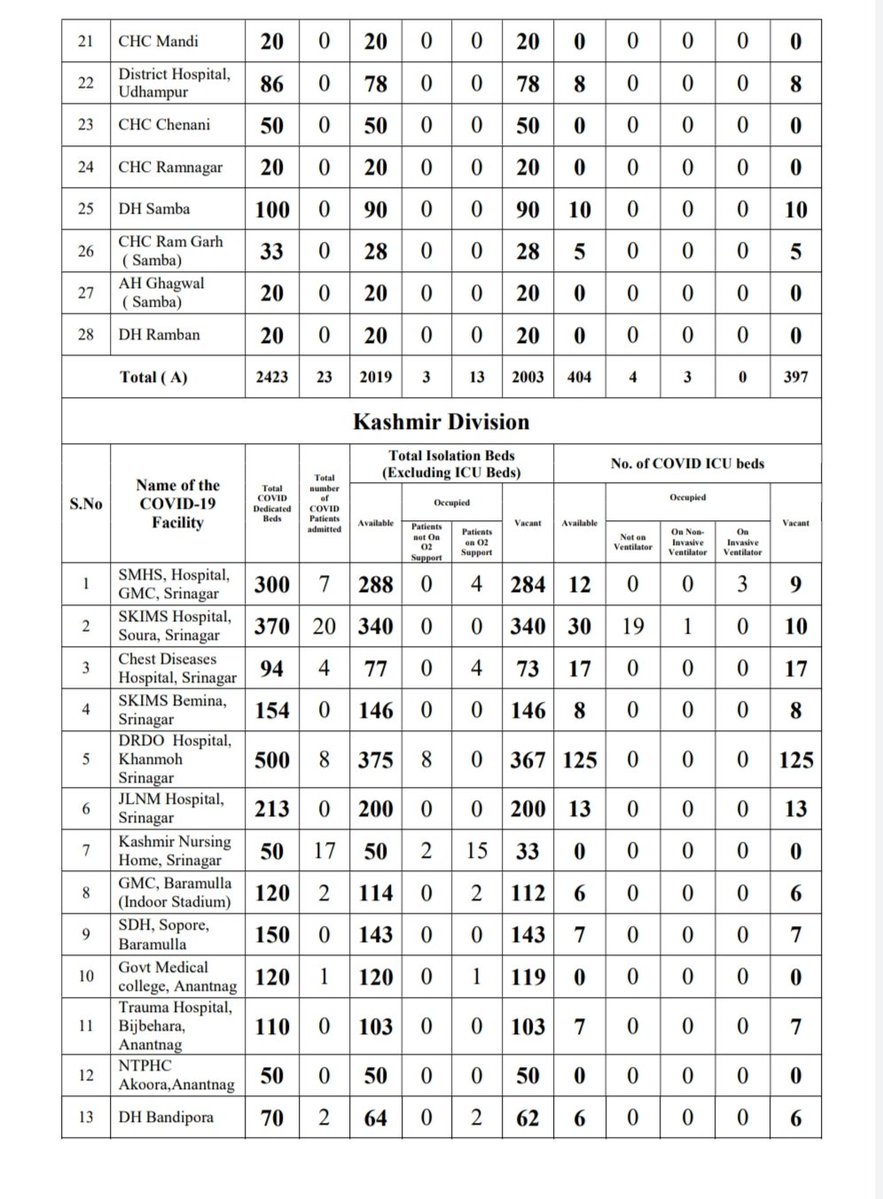 21 CHC Mandi 20 0 20 0 0 20 0 0 0 0 0
22 District Hospital, Udhampur 86 0 78 0 0 78 8 0 0 0 8
23 CHC Chenani 50 0 50 0 0 50 0 0 0 0 0
24 CHC Ramnagar 20 0 20 0 0 20 0 0 0 0 0
25 DH Samba 100 0 90 0 0 90 10 0 0 0 10
26 CHC Ram Garh ( Samba) 33 0 28 0 0 28 5 0 0 0 5
27 AH Ghagwal ( Samba) 20 0 20 0 0 20 0 0 0 0 0
28 DH Ramban 20 0 20 0 0 20 0 0 0 0 0
Total ( A) 2423 23 2019 3 13 2003 404 4 3 0 397
Kashmir Division
S.No
Name of the
COVID-19
Facility
Total
COVID
Dedicated
Beds
Total
number
of
COVID
Patients
admitted
Total Isolation Beds
(Excluding ICU Beds)
Available
Occupied
Patients
not On
O2
Support
Patients
on O2
Support
Vacant
No. of COVID ICU beds
Available
Occupied
Not on
Ventilator
On Non-
Invasive
Ventilator
On
Invasive
Ventilator
Vacant
1 SMHS, Hospital, GMC, Srinagar 300 7 288 0 4 284 12 0 0 3 9
2 SKIMS Hospital, Soura, Srinagar 370 20 340 0 0 340 30 19 1 0 10
3 Chest Diseases Hospital, Srinagar 94 4 77 0 4 73 17 0 0 0 17
4 SKIMS Bemina, Srinagar 154 0 146 0 0 146 8 0 0 0 8
5 DRDO Hospital, Khanmoh Srinagar 500 8 375 8 0 367 125 0 0 0 125
6 JLNM Hospital, Srinagar 213 0 200 0 0 200 13 0 0 0 13
7 Kashmir Nursing Home, Srinagar 50 17 50 2 15 33 0 0 0 0 0
8 GMC, Baramulla (Indoor Stadium) 120 2 114 0 2 112 6 0 0 0 6
9 SDH, Sopore, Baramulla 150 0 143 0 0 143 7 0 0 0 7
10 Govt Medical college, Anantnag 120 1 120 0 1 119 0 0 0 0 0
11 Trauma Hospital, Bijbehara, Anantnag 110 0 103 0 0 103 7 0 0 0 7
12 NTPHC Akoora,Anantnag 50 0 50 0 0 50 0 0 0 0 0
13 DH Bandipora 70 2 64 0 2 62 6 0 0 0 6